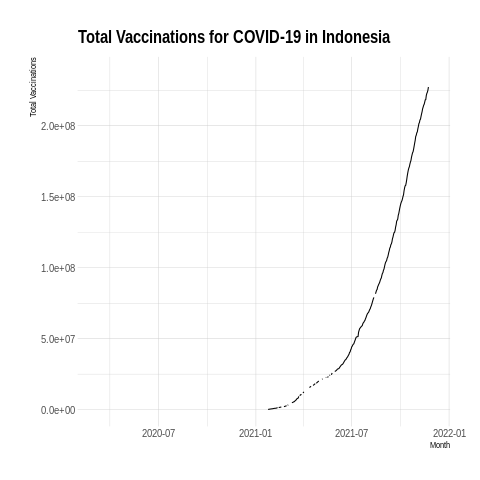 Total Vaccinations for COVID-19 in Indonesia
Total Vaccinations
2.0e+08
1.5e+08
1.0e+08
5.0e+07
0.0e+00
2020-07
2021-01
2021-07
2022-01
Month